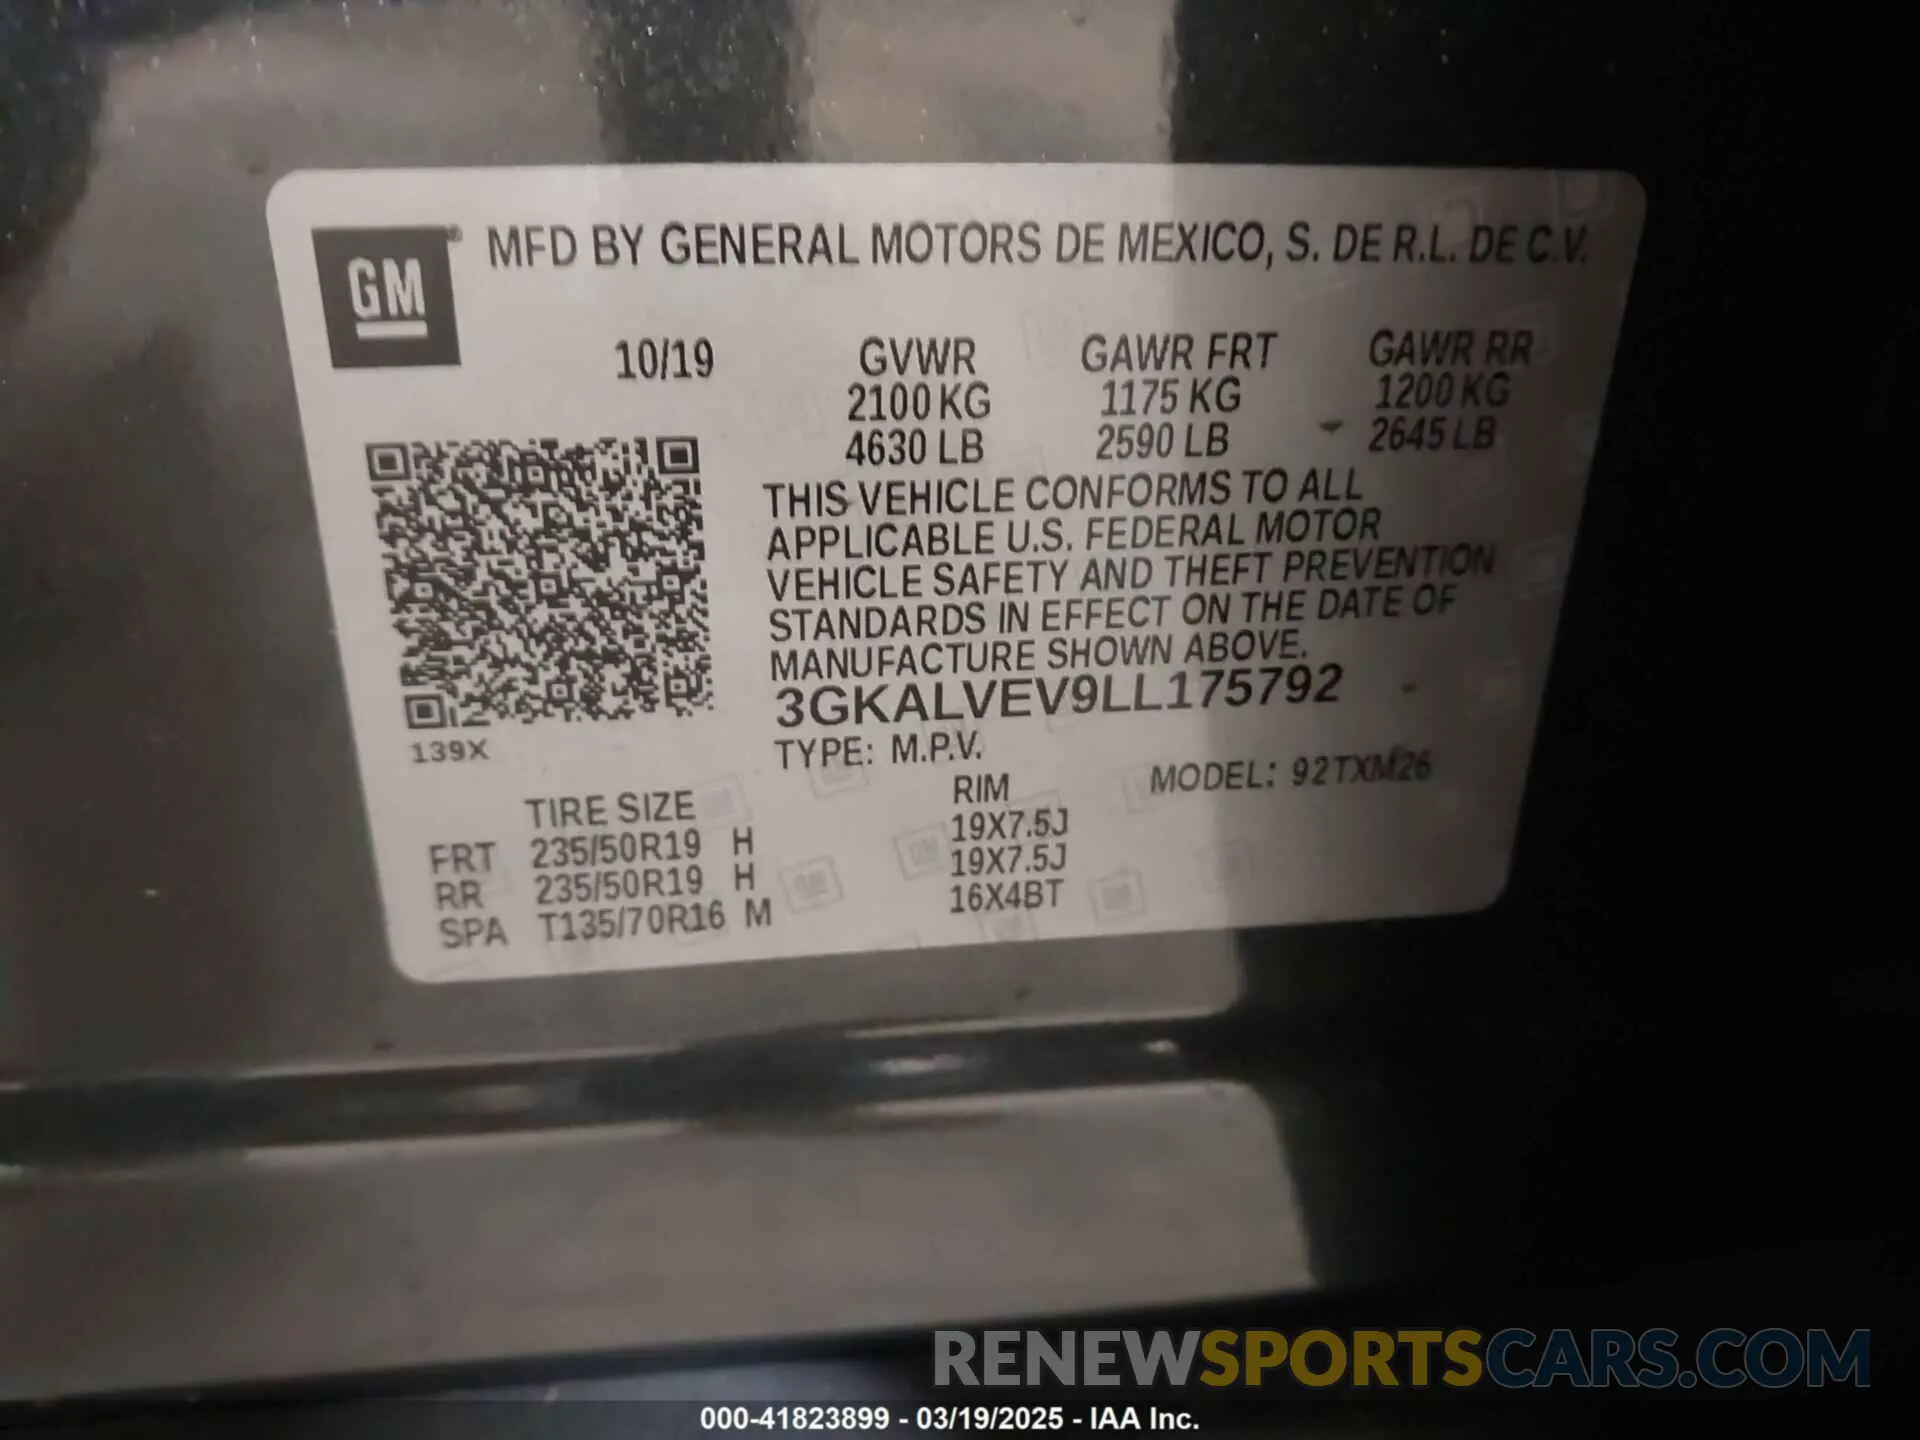 GM® MFD BY GENERAL MOTORS DE MEXICO, S. DE R.L. DE C.V.
10/19 GVWR GAWR FRT GAWR RR
2100 KG 1175 KG 1200 KG
4630 LB 2590 LB 2645 LB
THIS VEHICLE CONFORMS TO ALL
APPLICABLE U.S. FEDERAL MOTOR
VEHICLE SAFETY AND THEFT PREVENTION
STANDARDS IN EFFECT ON THE DATE OF
MANUFACTURE SHOWN ABOVE.
3GKALVEV9LL175792
139X
TYPE: M.P.V. MODEL: 92TXM26
TIRE SIZE RIM
FRT 235/50R19 H 19X7.5J
RR 235/50R19 H 19X7.5J
SPA T135/70R16 M 16X4BT
RENEWSPORTSCARS.COM
000-41823899 - 03/19/2025 - IAA Inc.